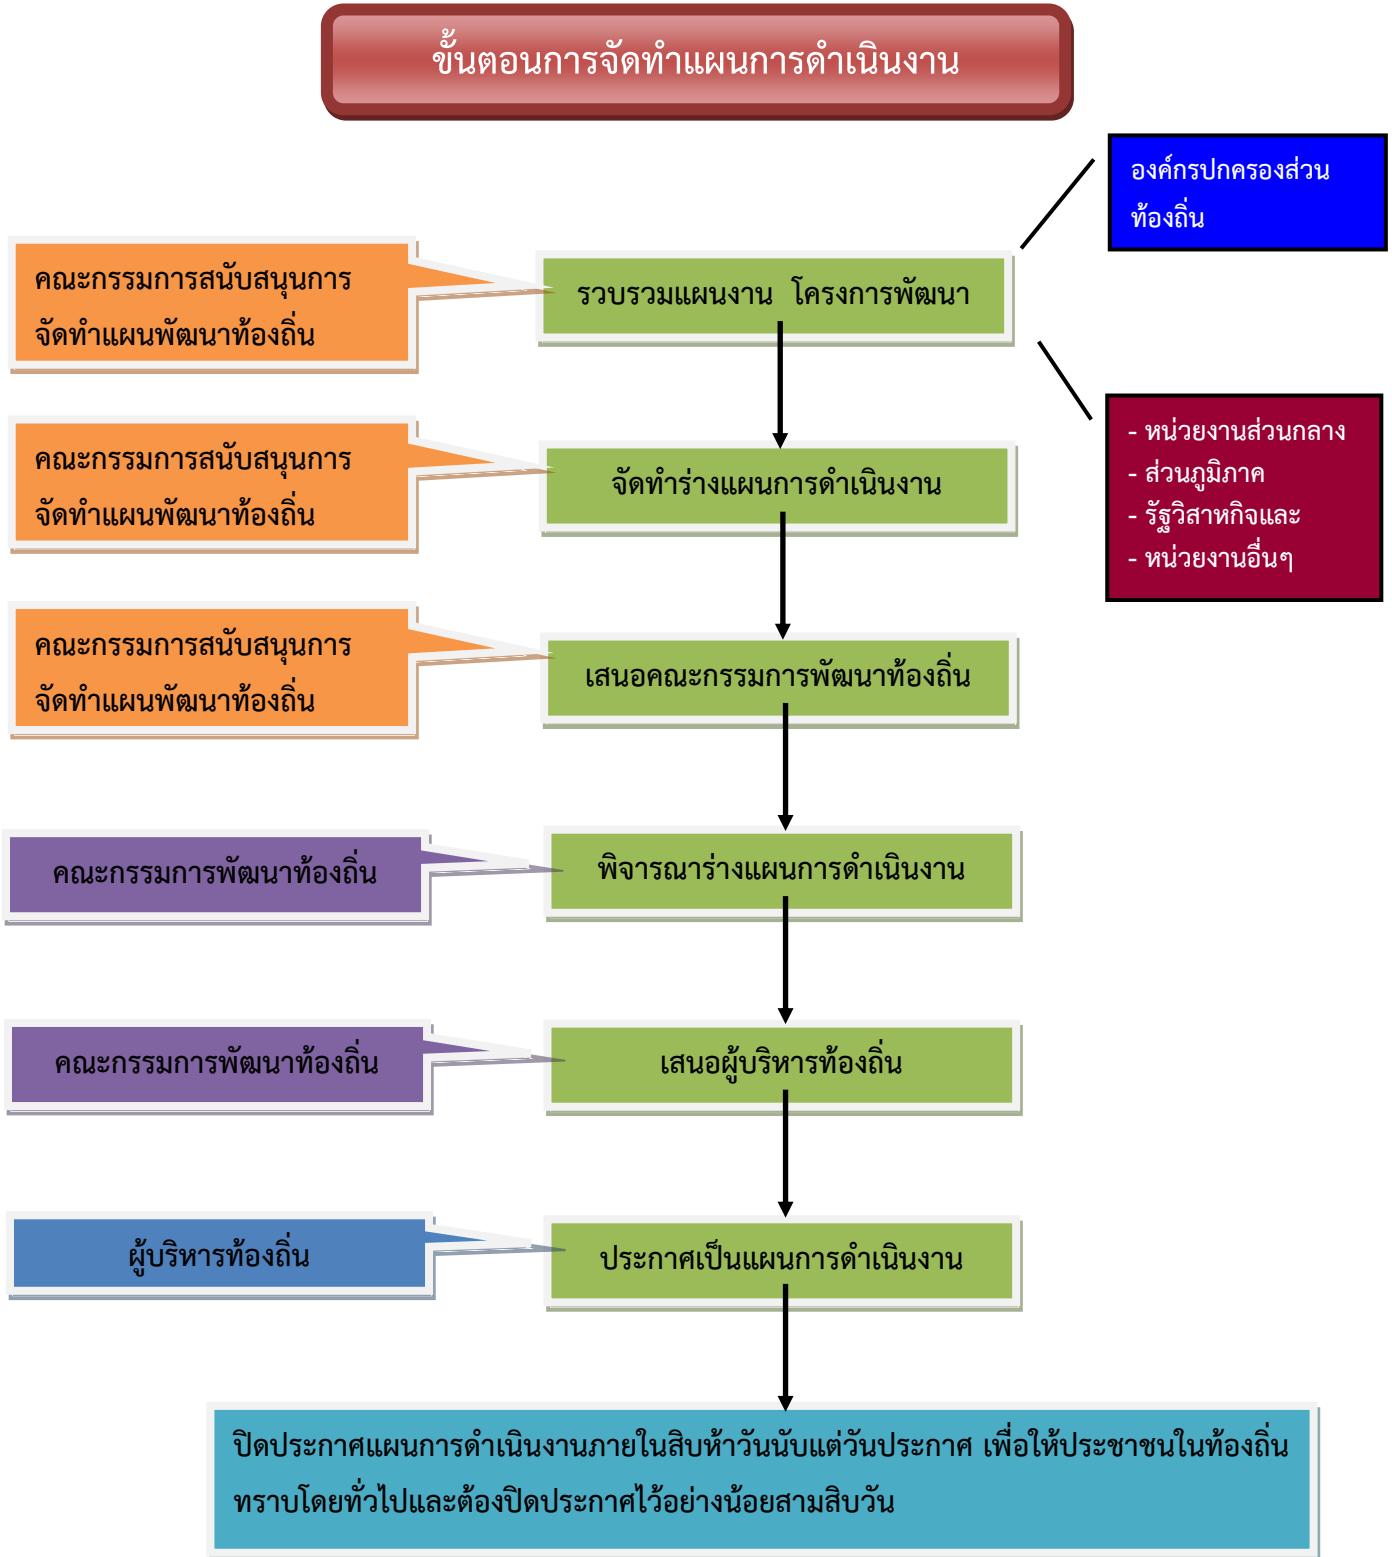 ขั้นตอนการจัดทำแผนการดำเนินงาน
องค์กรปกครองส่วน
ท้องถิ่น
คณะกรรมการสนับสนุนการ
จัดทำแผนพัฒนาท้องถิ่น
รวบรวมแผนงาน โครงการพัฒนา
- หน่วยงานส่วนกลาง
- ส่วนภูมิภาค
- รัฐวิสาหกิจและ
- หน่วยงานอื่นๆ
คณะกรรมการสนับสนุนการ
จัดทำแผนพัฒนาท้องถิ่น
จัดทำร่างแผนการดำเนินงาน
คณะกรรมการสนับสนุนการ
จัดทำแผนพัฒนาท้องถิ่น
เสนอคณะกรรมการพัฒนาท้องถิ่น
คณะกรรมการพัฒนาท้องถิ่น
พิจารณาร่างแผนการดำเนินงาน
คณะกรรมการพัฒนาท้องถิ่น
เสนอผู้บริหารท้องถิ่น
ผู้บริหารท้องถิ่น
ประกาศเป็นแผนการดำเนินงาน
ปิดประกาศแผนการดำเนินงานภายในสิบห้าวันนับแต่วันประกาศ เพื่อให้ประชาชนในท้องถิ่น
ทราบโดยทั่วไปและต้องปิดประกาศไว้อย่างน้อยสามสิบวัน